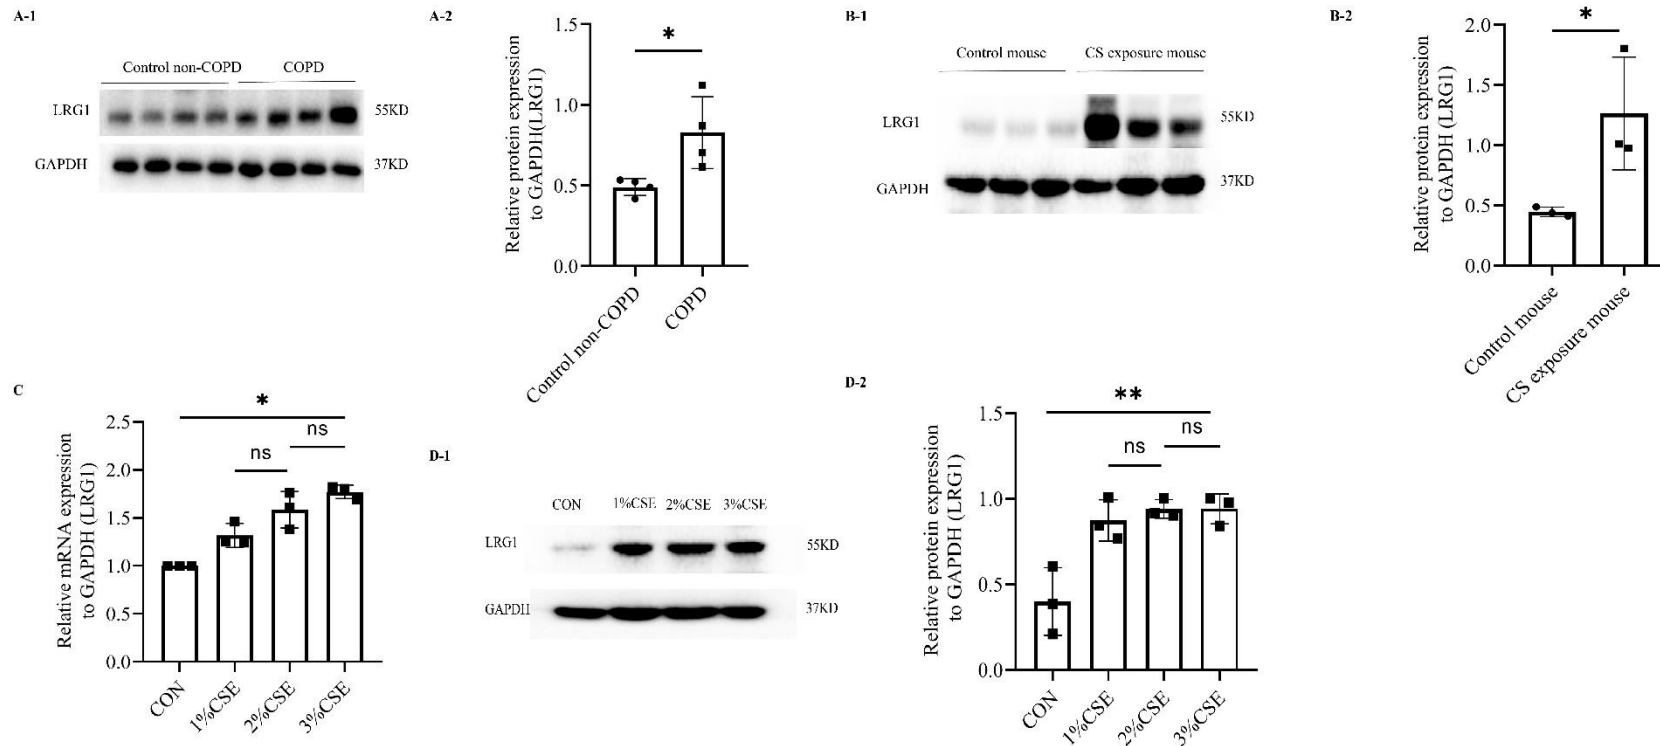 A-1
Control non-COPD COPD
LRG1 55KD
GAPDH 37KD
A-2
Relative protein expression
to GAPDH(LRG1)
1.5
1.0
0.5
0.0
*
Control non-COPD
COPD
B-1
Control mouse CS exposure mouse
LRG1 55KD
GAPDH 37KD
B-2
Relative protein expression
to GAPDH (LRG1)
2.0
1.5
1.0
0.5
0.0
*
Control mouse
CS exposure mouse
C
Relative mRNA expression
to GAPDH (LRG1)
2.5
2.0
1.5
1.0
0.5
0.0
*
ns
ns
CON
1%CSE
2%CSE
3%CSE
D-1
CON 1%CSE 2%CSE 3%CSE
LRG1 55KD
GAPDH 37KD
D-2
Relative protein expression
to GAPDH (LRG1)
1.5
1.0
0.5
0.0
**
ns
ns
CON
1%CSE
2%CSE
3%CSE